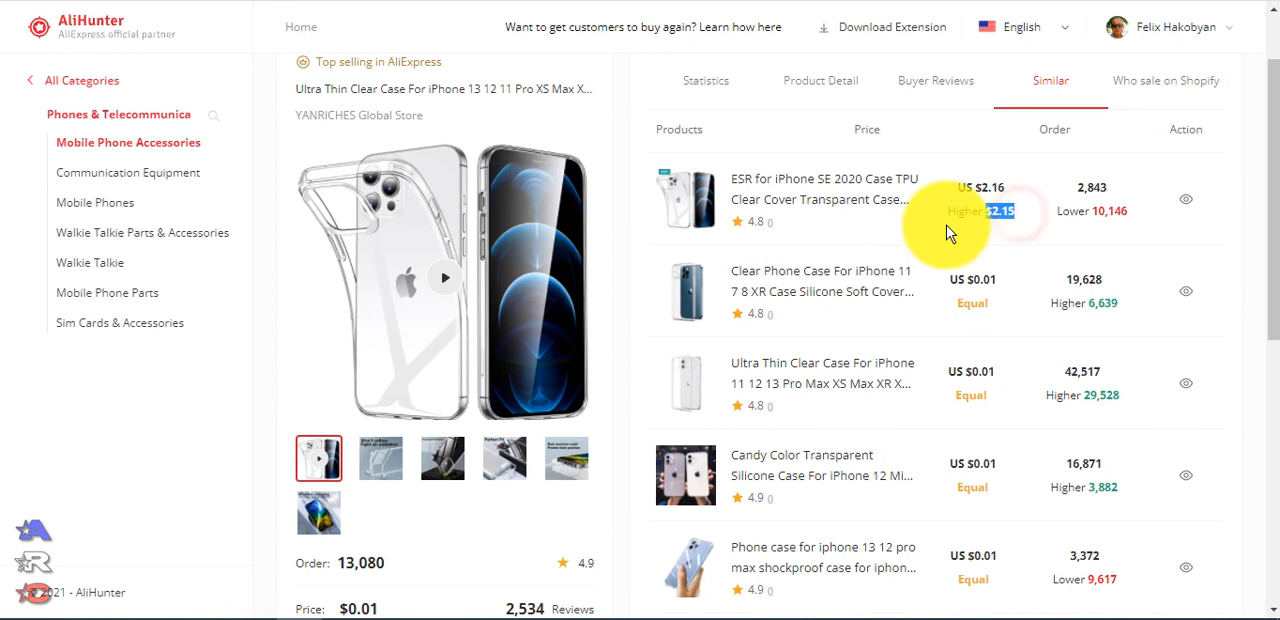 AliHunter
AliExpress official partner
Home
Want to get customers to buy again? Learn how here
Download Extension
English
Felix Hakobyan
All Categories
Phones & Telecommunica
Mobile Phone Accessories
Communication Equipment
Mobile Phones
Walkie Talkie Parts & Accessories
Walkie Talkie
Mobile Phone Parts
Sim Cards & Accessories
A
R
© 2021 - AliHunter
Top selling in AliExpress
Ultra Thin Clear Case For iPhone 13 12 11 Pro XS Max X...
YANRICHES Global Store
Order: 13,080
4.9
Price: $0.01
2,534 Reviews
Statistics
Product Detail
Buyer Reviews
Similar
Who sale on Shopify
Products
Price
Order
Action
ESR for iPhone SE 2020 Case TPU
Clear Cover Transparent Case...
4.8 ()
US $2.16
Higher $2.15
2,843
Lower 10,146
Clear Phone Case For iPhone 11
7 8 XR Case Silicone Soft Cover...
4.8 ()
US $0.01
Equal
19,628
Higher 6,639
Ultra Thin Clear Case For iPhone
11 12 13 Pro Max XS Max XR X...
4.8 ()
US $0.01
Equal
42,517
Higher 29,528
Candy Color Transparent
Silicone Case For iPhone 12 Mi...
4.9 ()
US $0.01
Equal
16,871
Higher 3,882
Phone case for iphone 13 12 pro
max shockproof case for iphon...
4.9 ()
US $0.01
Equal
3,372
Lower 9,617